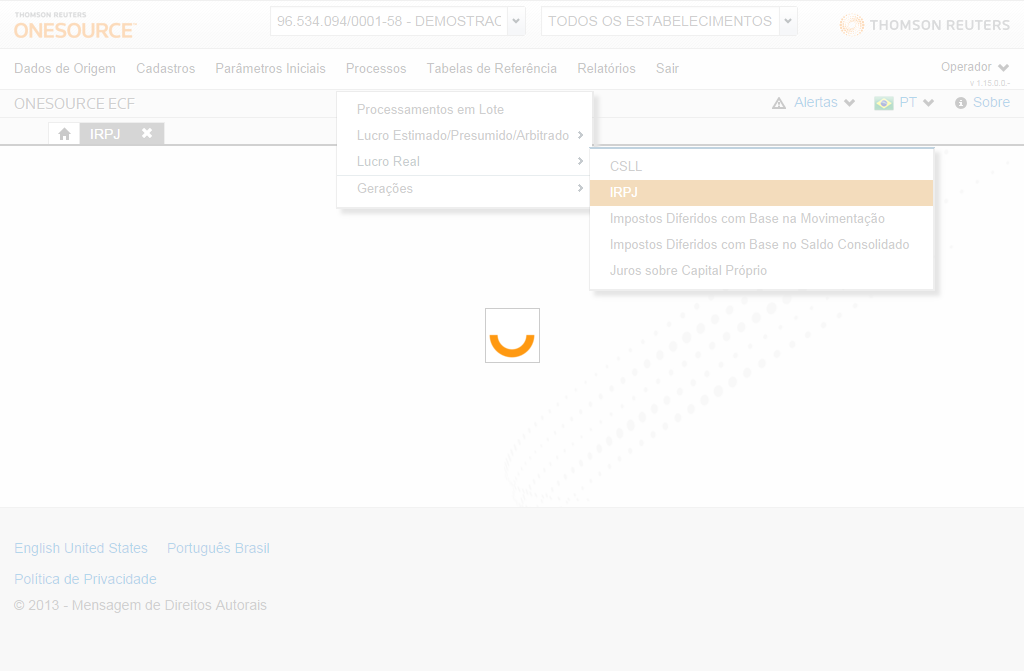 THOMSON REUTERS
ONESOURCE™
96.534.094/0001-58 - DEMOSTRAC
TODOS OS ESTABELECIMENTOS
THOMSON REUTERS
Dados de Origem Cadastros Parâmetros Iniciais Processos Tabelas de Referência Relatórios Sair
Operador
v 1.15.0.0.-
ONESOURCE ECF
Alertas PT Sobre
IRPJ
Processamentos em Lote
Lucro Estimado/Presumido/Arbitrado
Lucro Real
Gerações
CSLL
IRPJ
Impostos Diferidos com Base na Movimentação
Impostos Diferidos com Base no Saldo Consolidado
Juros sobre Capital Próprio
English United States Português Brasil
Política de Privacidade
© 2013 - Mensagem de Direitos Autorais